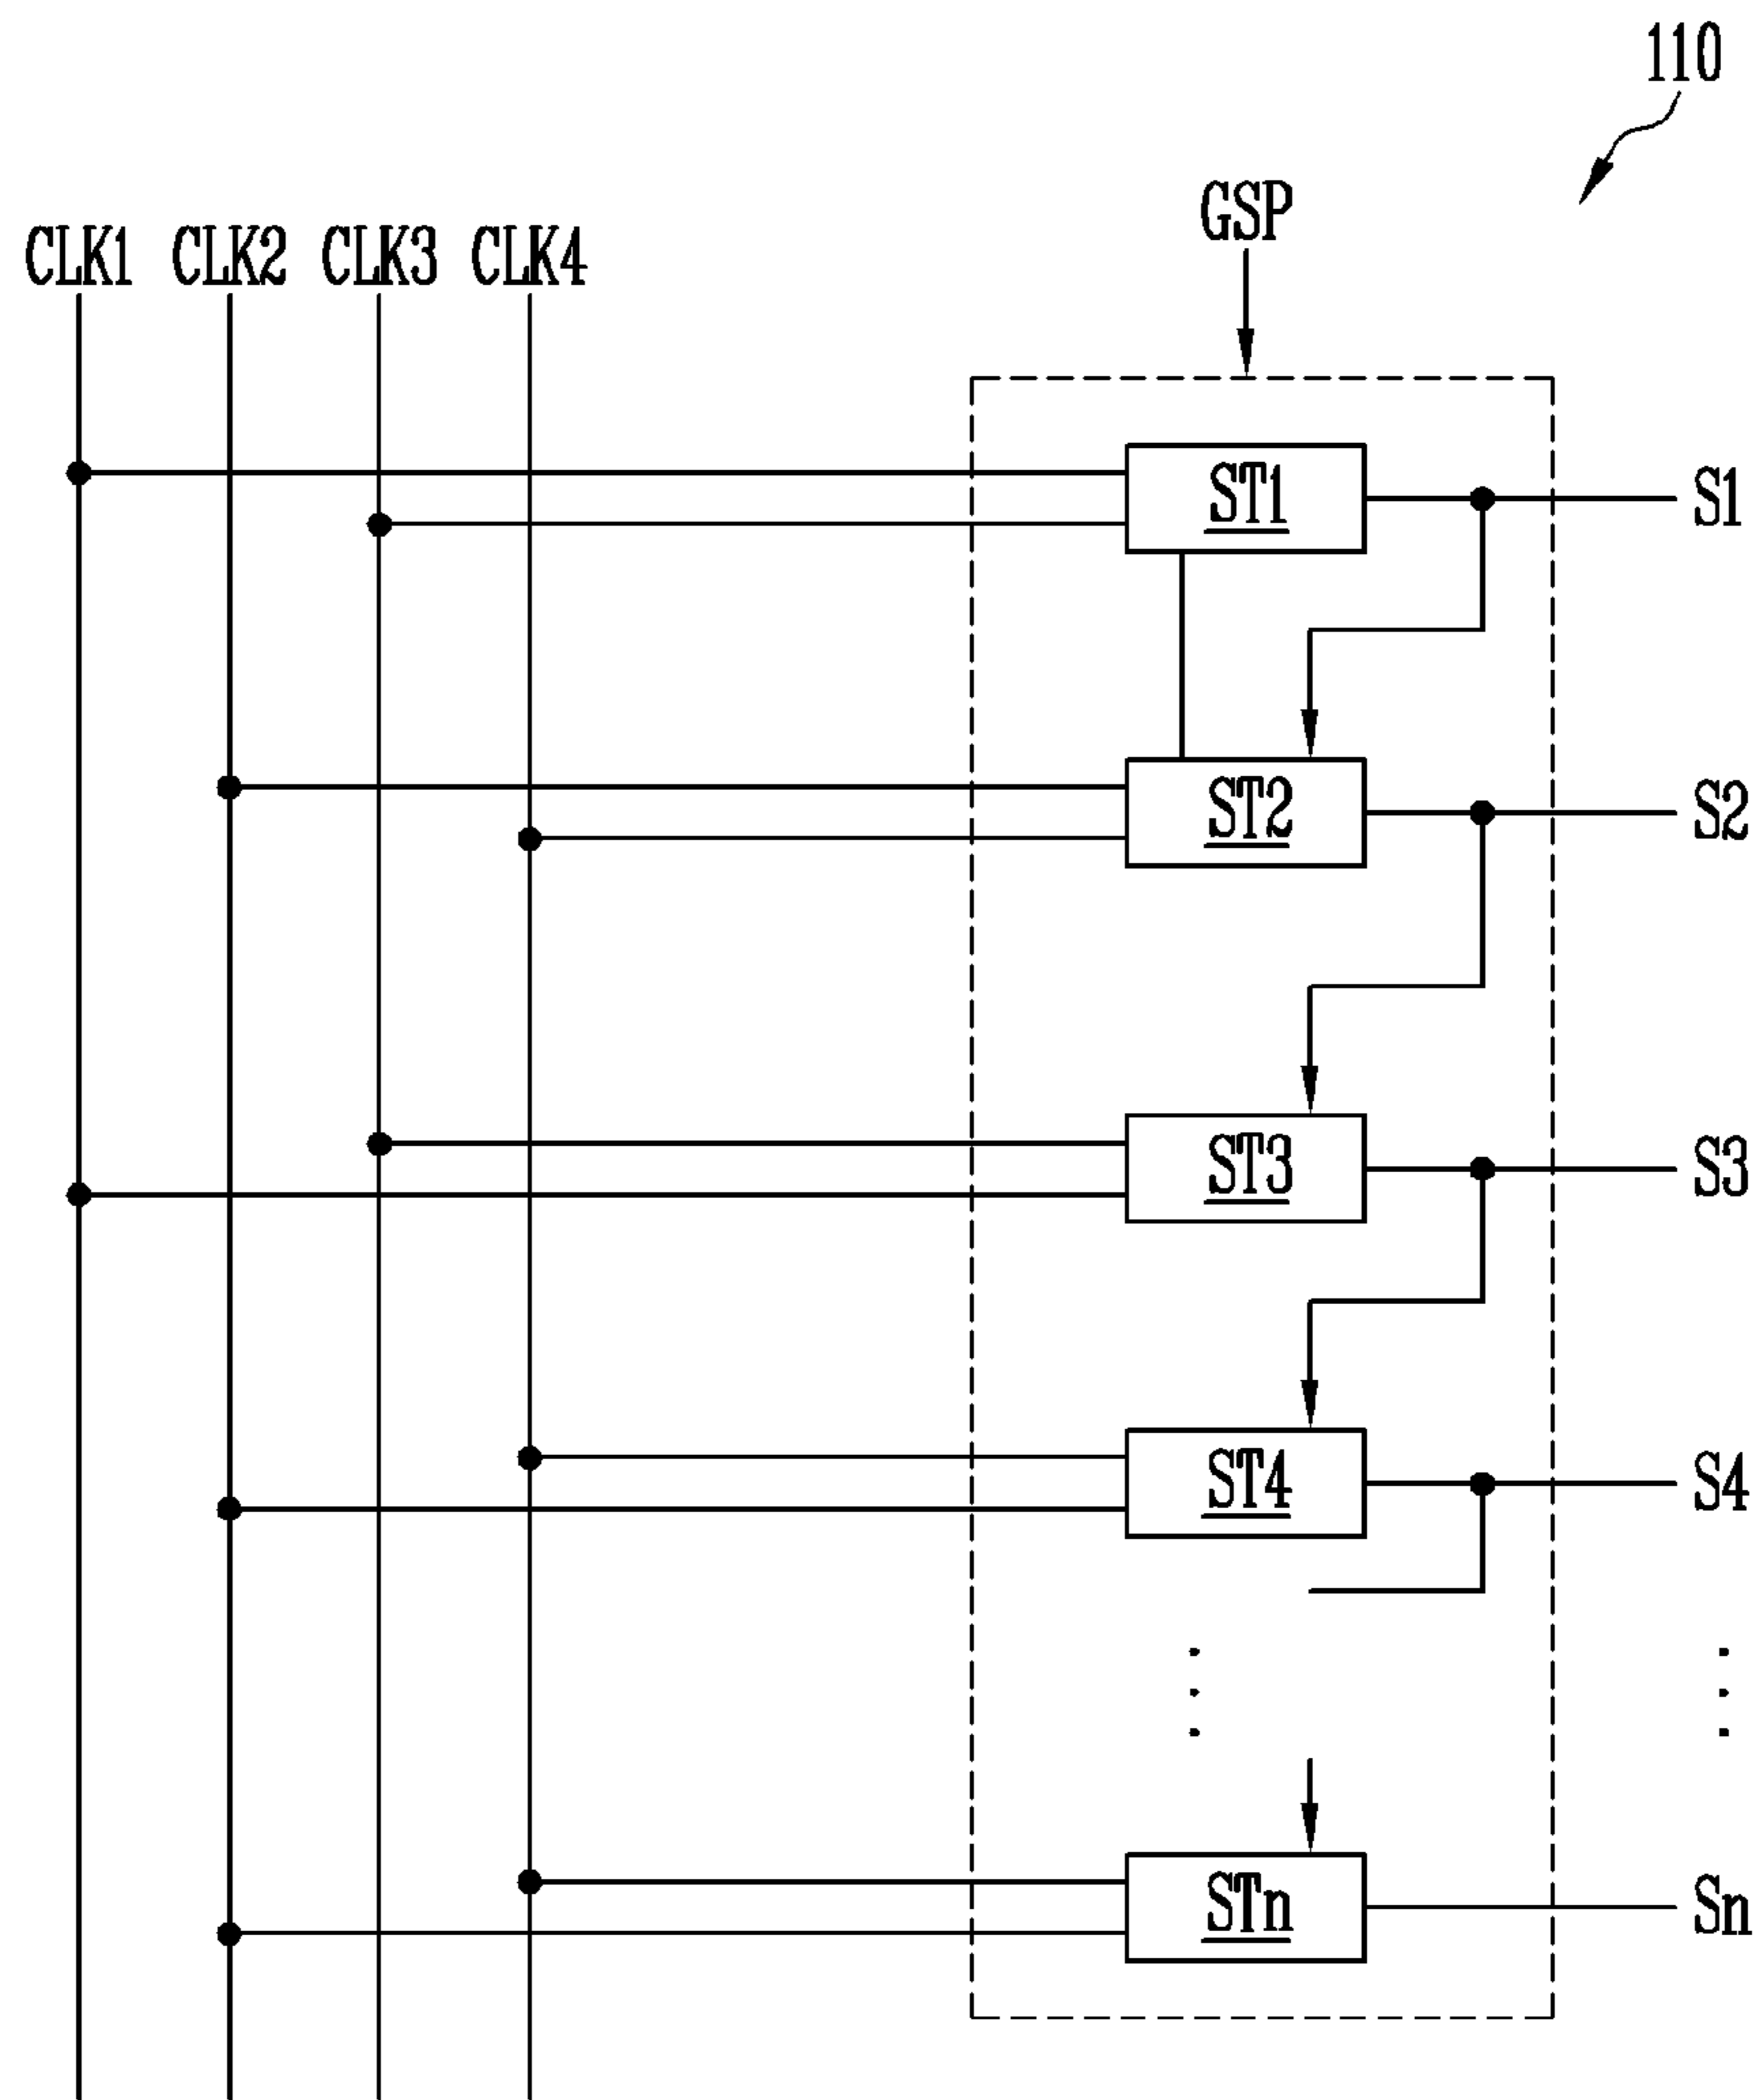 110
GSP
CLK1 CLK2 CLK3 CLK4
ST1 S1
ST2 S2
ST3 S3
ST4 S4
STn Sn